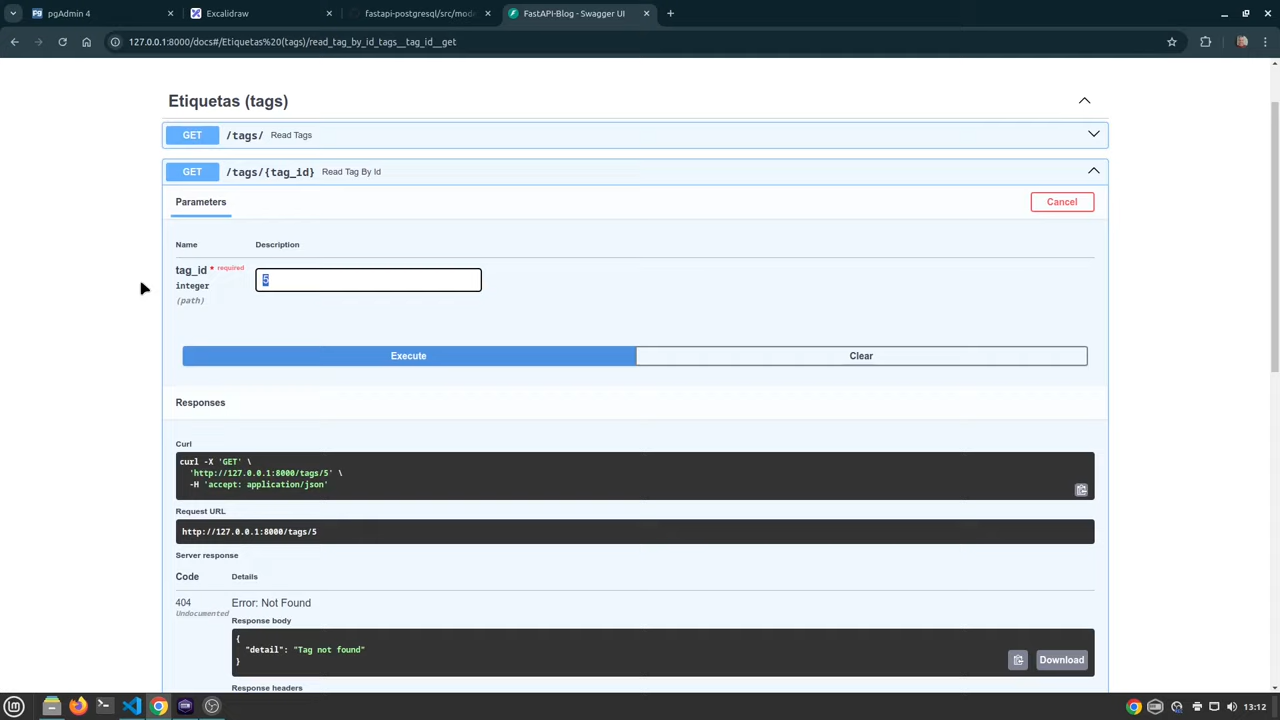 pgAdmin 4
Excalidraw
fastapi-postgresql/src/mode
FastAPI-Blog - Swagger UI
127.0.0.1:8000/docs#/Etiquetas%20(tags)/read_tag_by_id_tags__tag_id__get
Etiquetas (tags)
GET /tags/ Read Tags
GET /tags/{tag_id} Read Tag By Id
Parameters
Cancel
Name Description
tag_id * required
integer
(path)
5
Execute
Clear
Responses
Curl
curl -X 'GET' \
'http://127.0.0.1:8000/tags/5' \
-H 'accept: application/json'
Request URL
http://127.0.0.1:8000/tags/5
Server response
Code Details
404 Error: Not Found
Undocumented
Response body
{
"detail": "Tag not found"
}
Download
Response headers
13:12